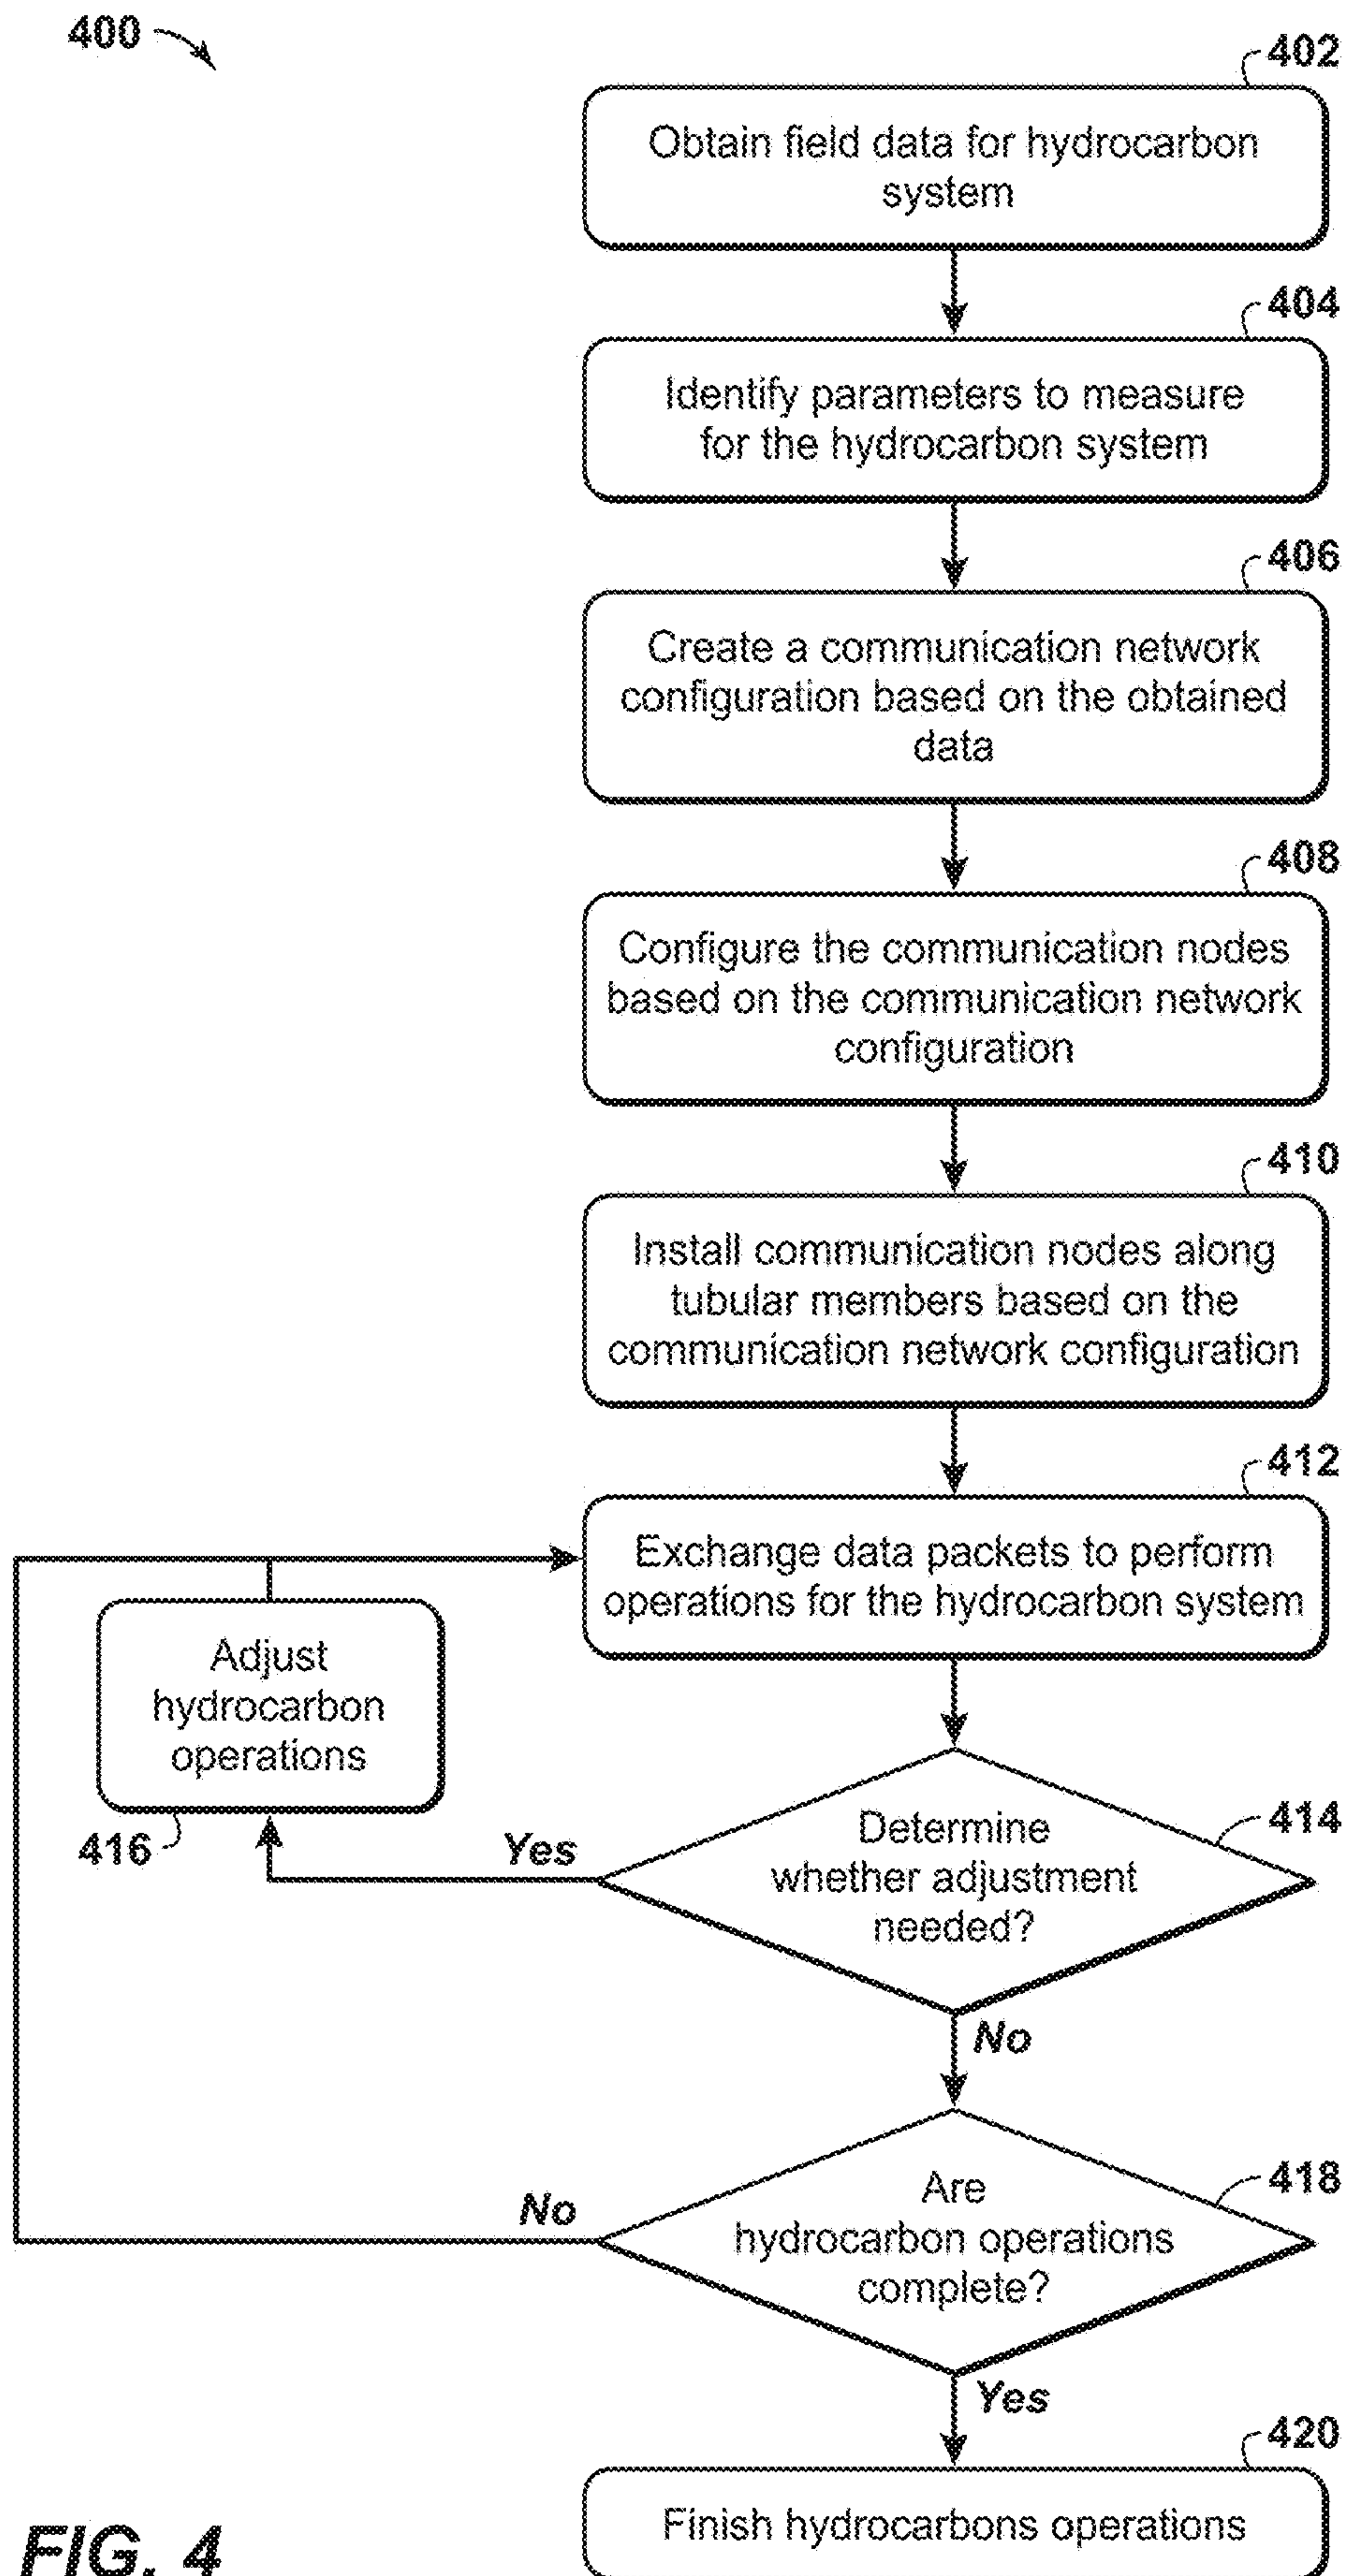 400
402
Obtain field data for hydrocarbon
system
404
Identify parameters to measure
for the hydrocarbon system
406
Create a communication network
configuration based on the obtained
data
408
Configure the communication nodes
based on the communication network
configuration
410
Install communication nodes along
tubular members based on the
communication network configuration
412
Exchange data packets to perform
operations for the hydrocarbon system
Adjust
hydrocarbon
operations
416
Yes
414
Determine
whether adjustment
needed?
No
418
Are
hydrocarbon operations
complete?
No
Yes
420
Finish hydrocarbons operations
FIG. 4